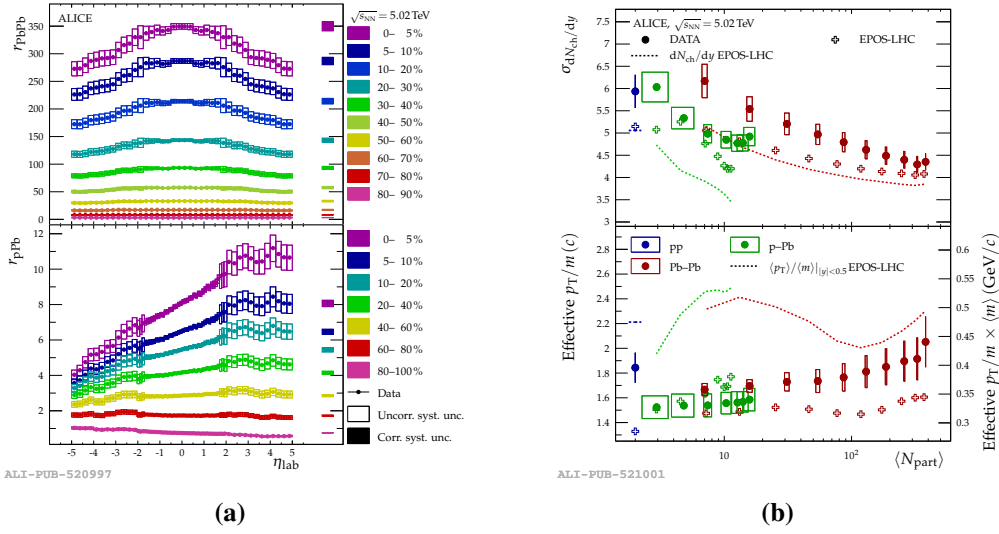 ALICE
√sNN = 5.02 TeV
rPbPb
350
300
250
200
150
100
50
0
0– 5%
5– 10%
10– 20%
20– 30%
30– 40%
40– 50%
50– 60%
60– 70%
70– 80%
80– 90%
rpPb
12
10
8
6
4
2
0– 5%
5– 10%
10– 20%
20– 40%
40– 60%
60– 80%
80–100%
Data
Uncorr. syst. unc.
Corr. syst. unc.
-5 -4 -3 -2 -1 0 1 2 3 4 5
ηlab
ALI-PUB-520997
(a)
ALICE, √sNN = 5.02 TeV
DATA
EPOS-LHC
dNch/dy EPOS-LHC
σdNch/dy
7.5
7
6.5
6
5.5
5
4.5
4
3.5
3
pp
p–Pb
Pb–Pb
⟨pT⟩/⟨m⟩||y|<0.5 EPOS-LHC
Effective pT/m (c)
2.8
2.6
2.4
2.2
2
1.8
1.6
1.4
Effective pT/m × ⟨m⟩ (GeV/c)
0.6
0.55
0.5
0.45
0.4
0.35
0.3
10
10²
⟨Npart⟩
ALI-PUB-521001
(b)